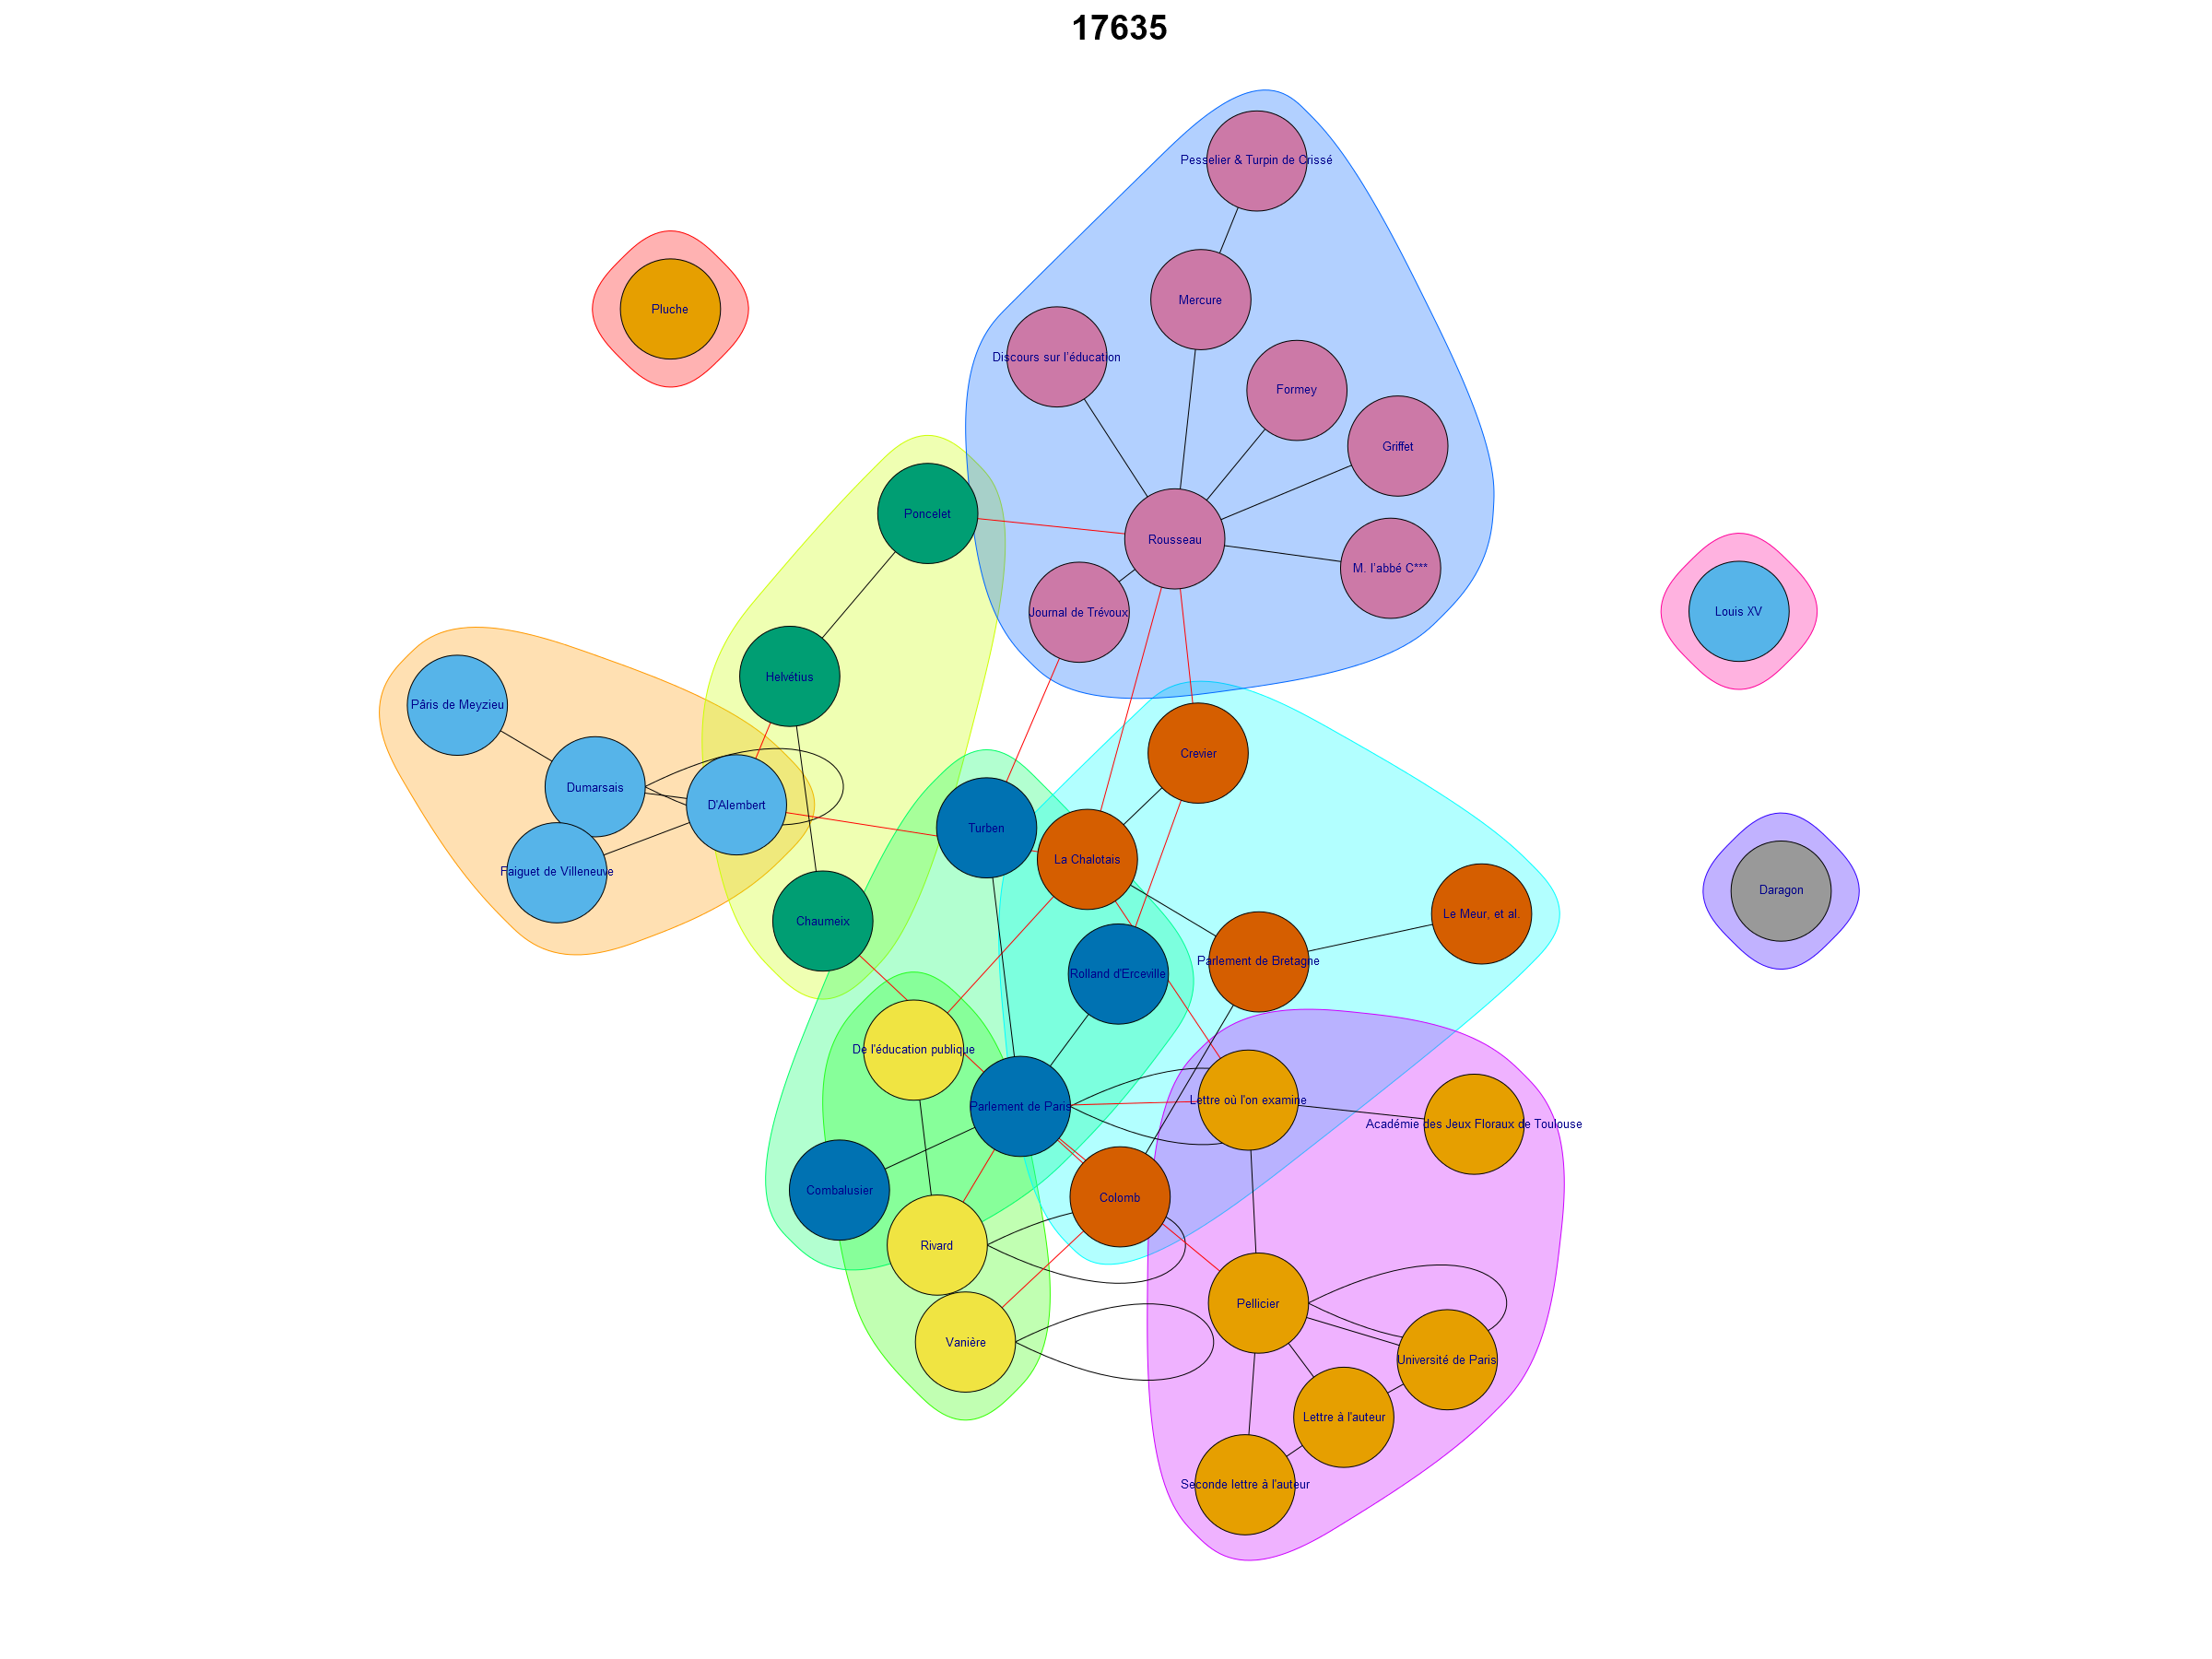 17635
Pesselier & Turpin de Crissé
Mercure
Pluche
Discours sur l'éducation
Formey
Griffet
Poncelet
Rousseau
M. l'abbé C***
Journal de Trévoux
Louis XV
Helvétius
Pâris de Meyzieu
Crevier
Dumarsais
D'Alembert
Turben
La Chalotais
Faiguet de Villeneuve
Daragon
Le Meur, et al.
Chaumeix
Parlement de Bretagne
Rolland d'Erceville
De l'éducation publique
Lettre où l'on examine
Parlement de Paris
Académie des Jeux Floraux de Toulouse
Combalusier
Colomb
Rivard
Pellicier
Vanière
Université de Paris
Lettre à l'auteur
Seconde lettre à l'auteur